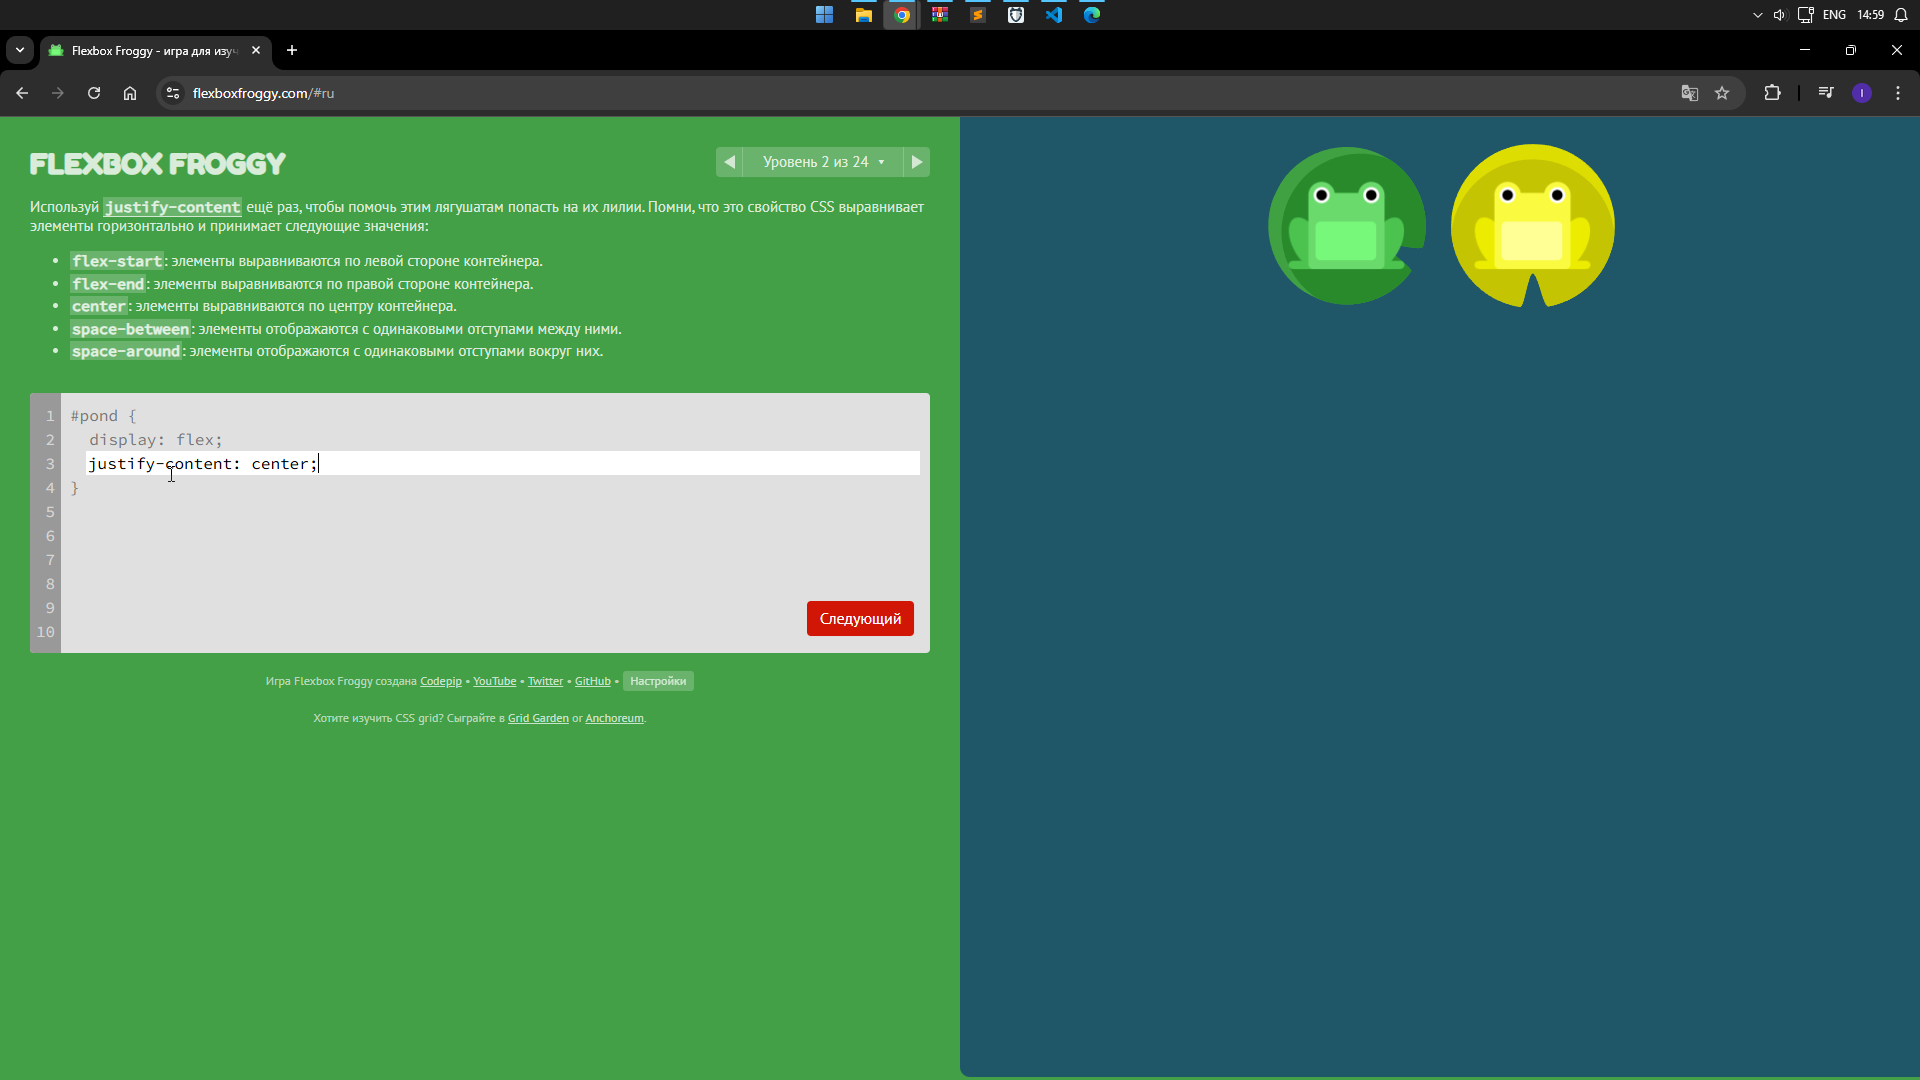 ENG 14:59
Flexbox Froggy - игра для изуч
flexboxfroggy.com/#ru
I
FLEXBOX FROGGY
Уровень 2 из 24
Используй justify-content ещё раз, чтобы помочь этим лягушатам попасть на их лилии. Помни, что это свойство CSS выравнивает
элементы горизонтально и принимает следующие значения:
• flex-start: элементы выравниваются по левой стороне контейнера.
• flex-end: элементы выравниваются по правой стороне контейнера.
• center: элементы выравниваются по центру контейнера.
• space-between: элементы отображаются с одинаковыми отступами между ними.
• space-around: элементы отображаются с одинаковыми отступами вокруг них.
1 #pond {
2 display: flex;
3 justify-content: center;
4 }
5
6
7
8
9
10
Следующий
Игра Flexbox Froggy создана Codepip • YouTube • Twitter • GitHub • Настройки
Хотите изучить CSS grid? Сыграйте в Grid Garden or Anchoreum.